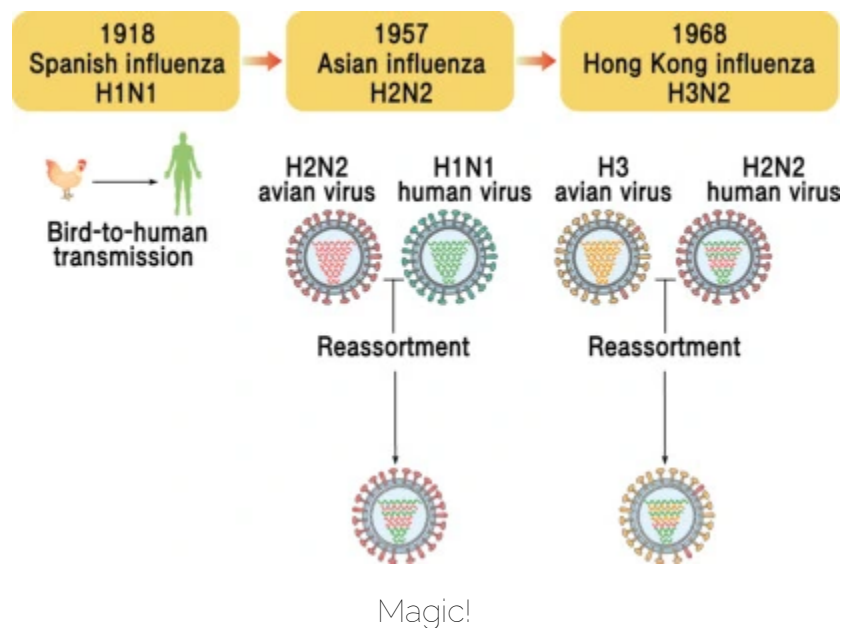 1918
Spanish influenza
H1N1
1957
Asian influenza
H2N2
1968
Hong Kong influenza
H3N2
Bird-to-human
transmission
H2N2
avian virus
H1N1
human virus
Reassortment
H3
avian virus
H2N2
human virus
Reassortment
Magic!